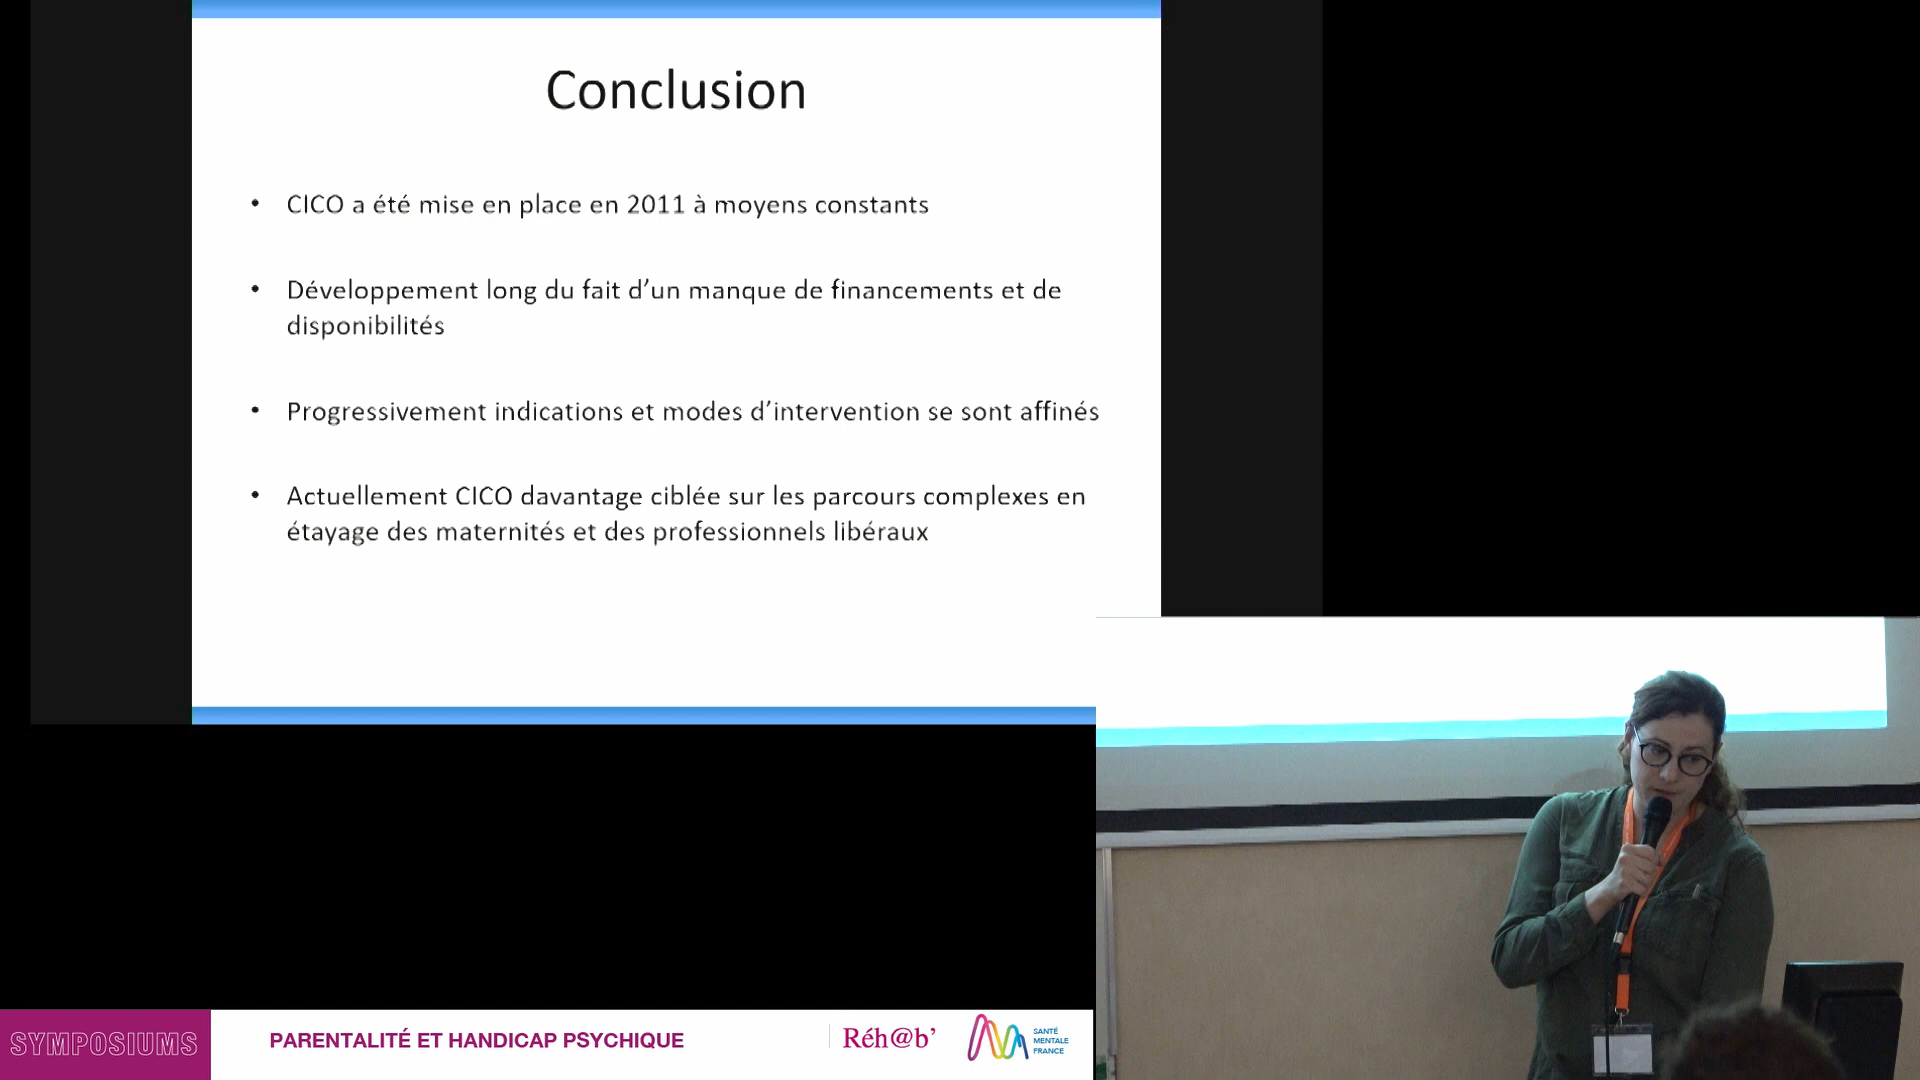 Conclusion
• CICO a été mise en place en 2011 à moyens constants
• Développement long du fait d’un manque de financements et de
disponibilités
• Progressivement indications et modes d’intervention se sont affinés
• Actuellement CICO davantage ciblée sur les parcours complexes en
étayage des maternités et des professionnels libéraux
SYMPOSIUMS
PARENTALITÉ ET HANDICAP PSYCHIQUE
Réh@b’
SANTÉ
MENTALE
FRANCE